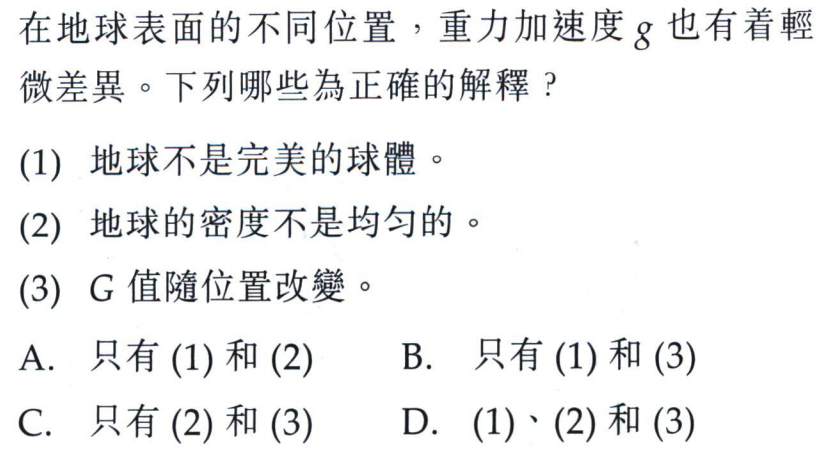 在地球表面的不同位置，重力加速度 g 也有着輕
微差異。下列哪些為正確的解釋？
(1) 地球不是完美的球體。
(2) 地球的密度不是均勻的。
(3) G 值隨位置改變。
A. 只有 (1) 和 (2) B. 只有 (1) 和 (3)
C. 只有 (2) 和 (3) D. (1)、(2) 和 (3)